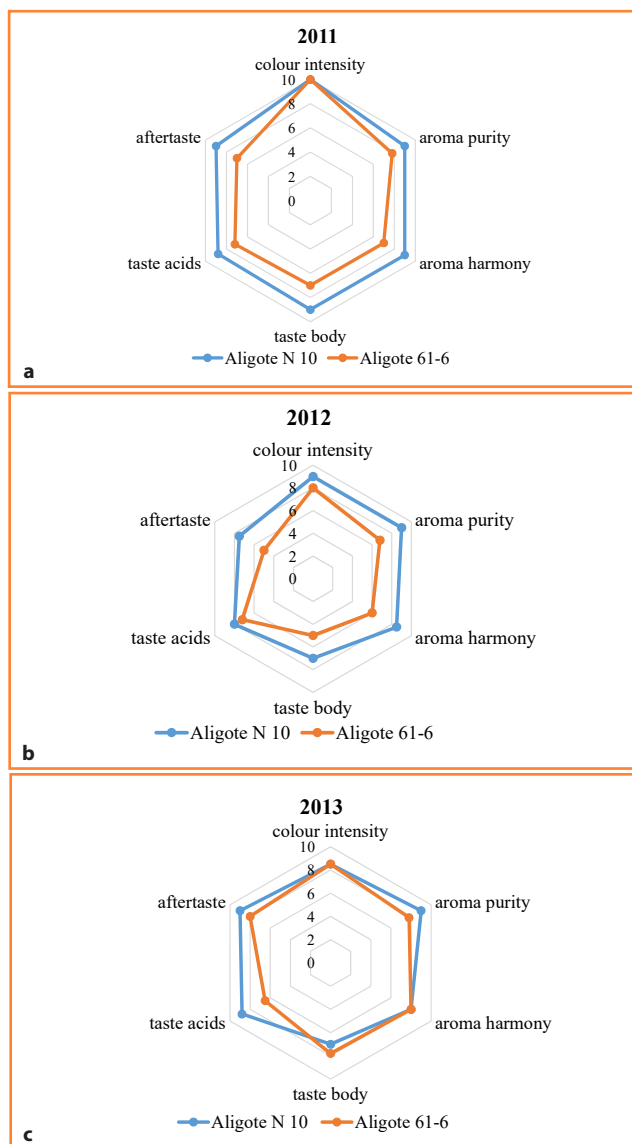 2011
colour intensity
10
8
6
4
2
0
aroma purity
aroma harmony
taste body
taste acids
aftertaste
Aligote N 10 Aligote 61-6
a
2012
colour intensity
10
8
6
4
2
0
aroma purity
aroma harmony
taste body
taste acids
aftertaste
Aligote N 10 Aligote 61-6
b
2013
colour intensity
10
8
6
4
2
0
aroma purity
aroma harmony
taste body
taste acids
aftertaste
Aligote N 10 Aligote 61-6
c